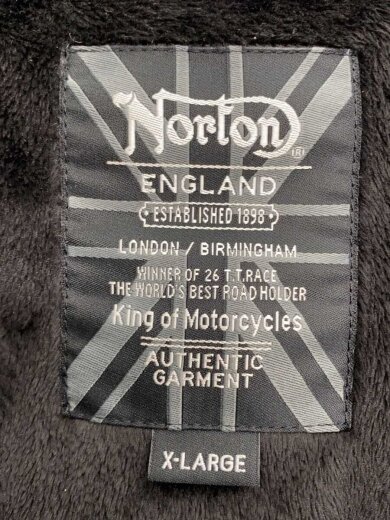 Norton
®
ENGLAND
ESTABLISHED 1898
LONDON / BIRMINGHAM
WINNER OF 26 T.T.RACE
THE WORLD'S BEST ROAD HOLDER
King of Motorcycles
AUTHENTIC
GARMENT
X-LARGE